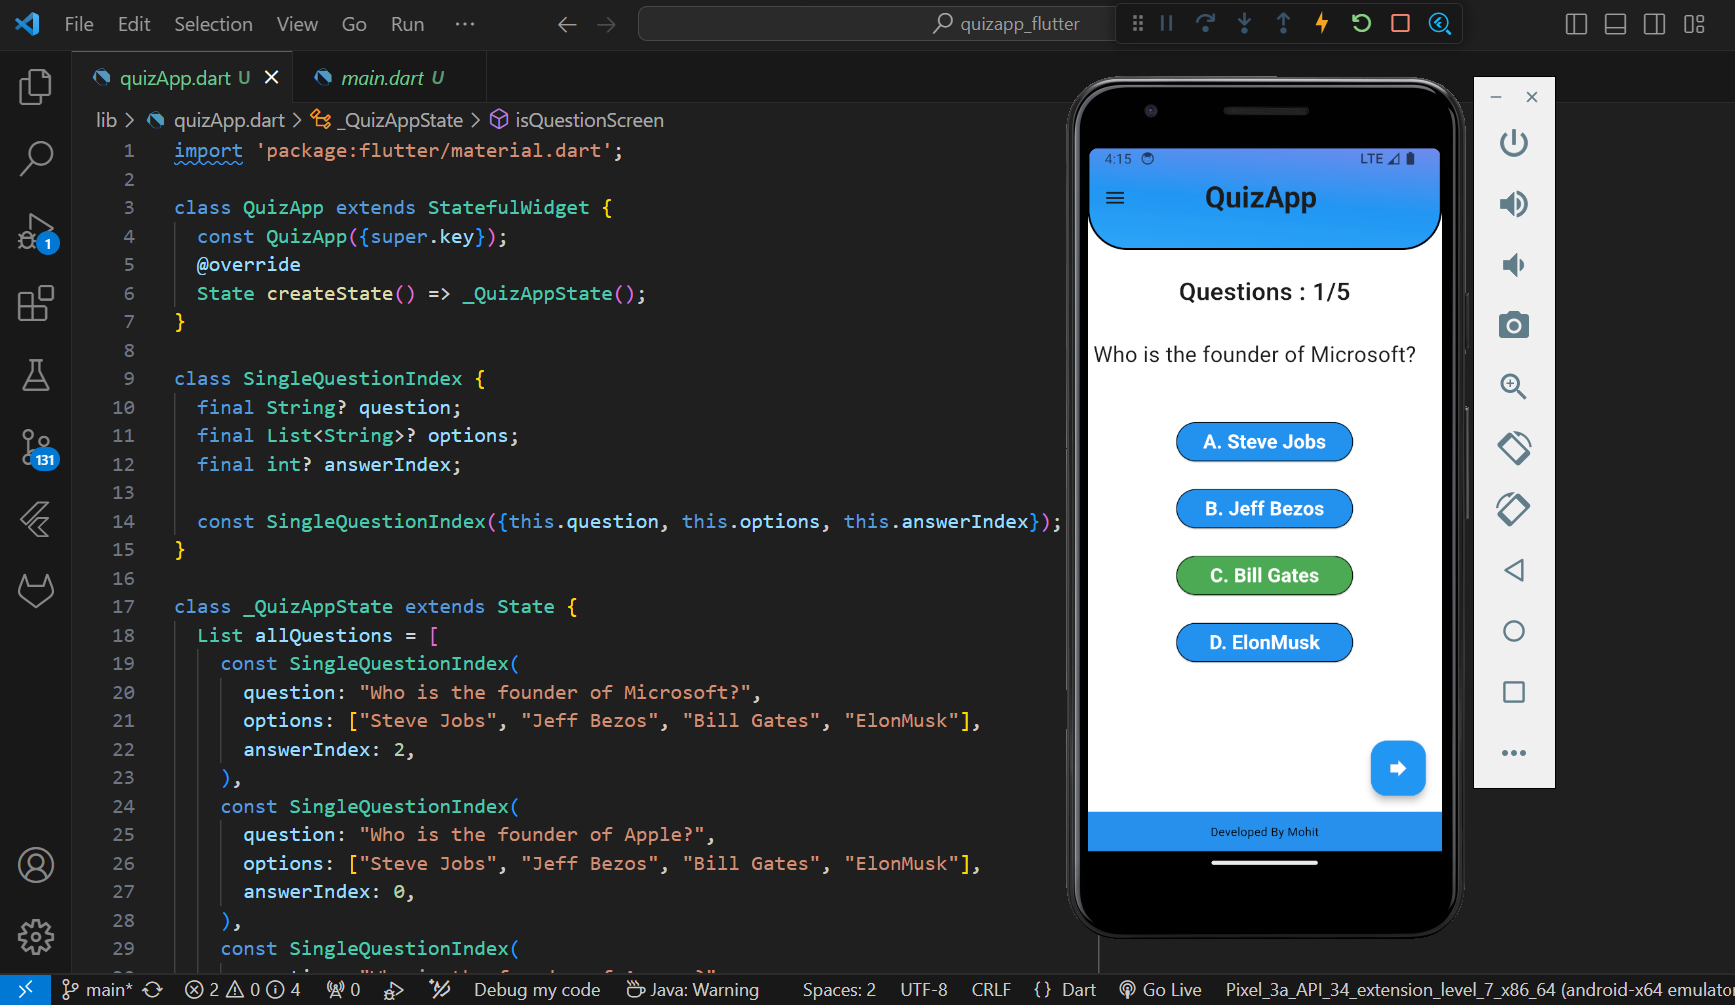 File Edit Selection View Go Run ··· quizapp_flutter
quizApp.dart U main.dart U
lib > quizApp.dart > _QuizAppState > isQuestionScreen
1 import 'package:flutter/material.dart';
2
3 class QuizApp extends StatefulWidget {
4 const QuizApp({super.key});
5 @override
6 State createState() => _QuizAppState();
7 }
8
9 class SingleQuestionIndex {
10 final String? question;
11 final List<String>? options;
12 final int? answerIndex;
13
14 const SingleQuestionIndex({this.question, this.options, this.answerIndex});
15 }
16
17 class _QuizAppState extends State {
18 List allQuestions = [
19 const SingleQuestionIndex(
20 question: "Who is the founder of Microsoft?",
21 options: ["Steve Jobs", "Jeff Bezos", "Bill Gates", "ElonMusk"],
22 answerIndex: 2,
23 ),
24 const SingleQuestionIndex(
25 question: "Who is the founder of Apple?",
26 options: ["Steve Jobs", "Jeff Bezos", "Bill Gates", "ElonMusk"],
27 answerIndex: 0,
28 ),
29 const SingleQuestionIndex(
1
131
4:15 LTE
QuizApp
Questions : 1/5
Who is the founder of Microsoft?
A. Steve Jobs
B. Jeff Bezos
C. Bill Gates
D. ElonMusk
Developed By Mohit
main* 2 0 4 0 Debug my code Java: Warning Spaces: 2 UTF-8 CRLF {} Dart Go Live Pixel_3a_API_34_extension_level_7_x86_64 (android-x64 emulator